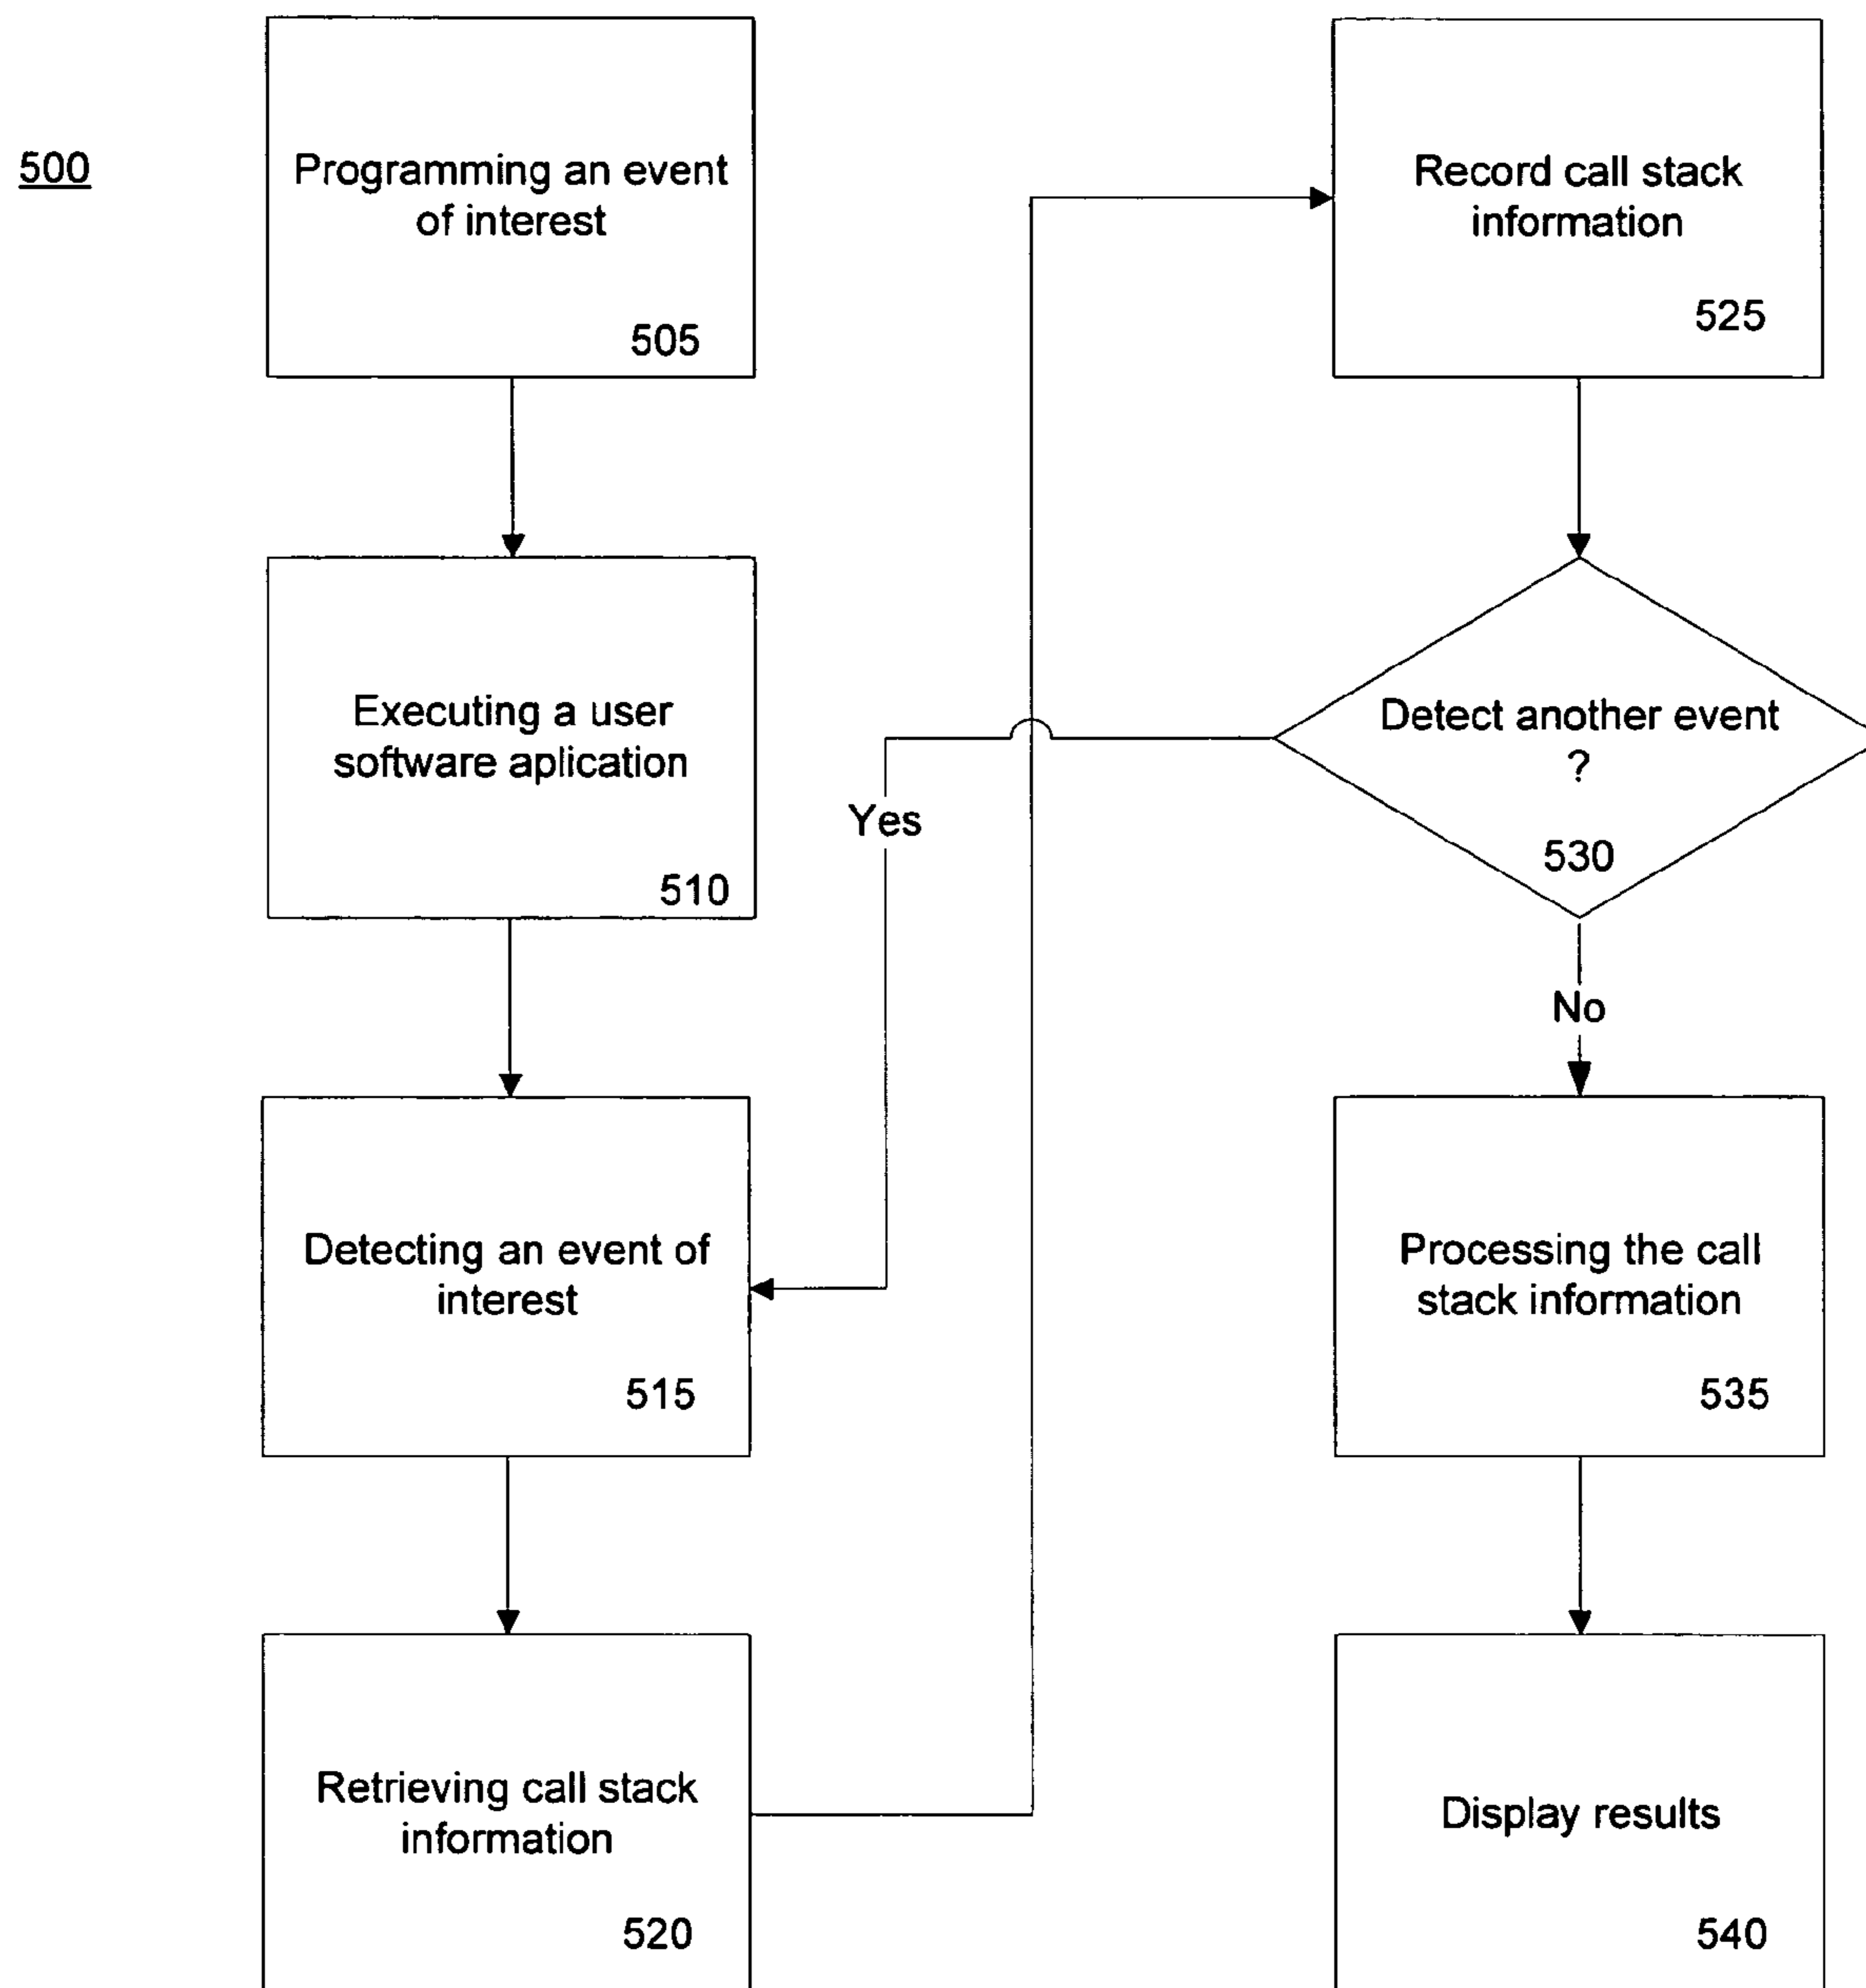 500
Programming an event
of interest
505
Executing a user
software aplication
510
Detecting an event of
interest
515
Retrieving call stack
information
520
Yes
Record call stack
information
525
Detect another event
?
530
No
Processing the call
stack information
535
Display results
540